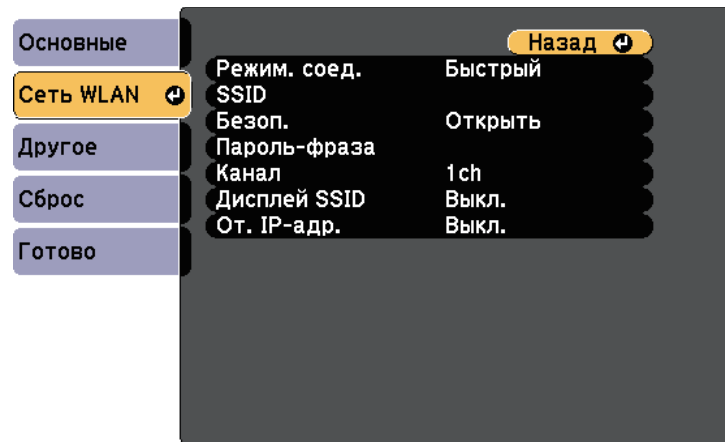 Основные
Сеть WLAN
Другое
Сброс
Готово
Назад
Режим. соед. Быстрый
SSID
Безоп. Открыть
Пароль-фраза
Канал 1ch
Дисплей SSID Выкл.
От. IP-адр. Выкл.